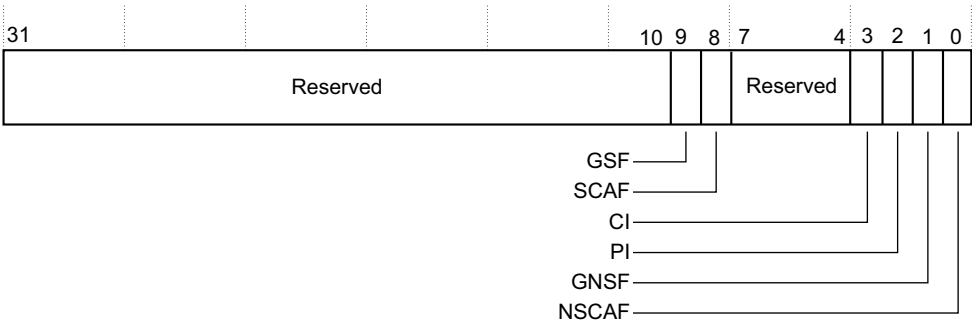 31 10 9 8 7 4 3 2 1 0
Reserved Reserved
GSF
SCAF
CI
PI
GNSF
NSCAF